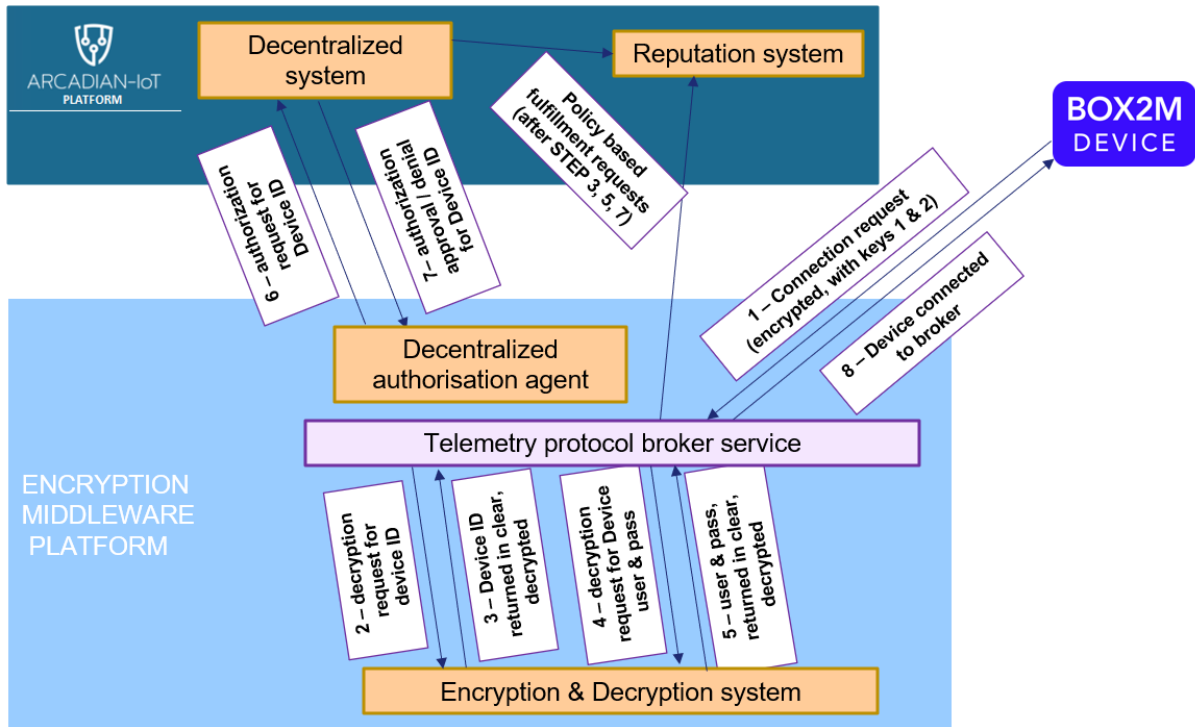 Decentralized
system
Reputation system
ARCADIAN-IoT
PLATFORM
BOX2M
DEVICE
Policy based
fulfillment requests
(after STEP 3, 5, 7)
6 – authorization
request for
Device ID
7– authorization
approval / denial
for Device ID
1 – Connection request
(encrypted, with keys 1 & 2)
8 – Device connected
to broker
Decentralized
authorisation agent
Telemetry protocol broker service
ENCRYPTION
MIDDLEWARE
PLATFORM
2 – decryption
request for
device ID
3 – Device ID
returned in clear,
decrypted
4 – decryption
request for Device
user & pass
5 – user & pass,
returned in clear,
decrypted
Encryption & Decryption system